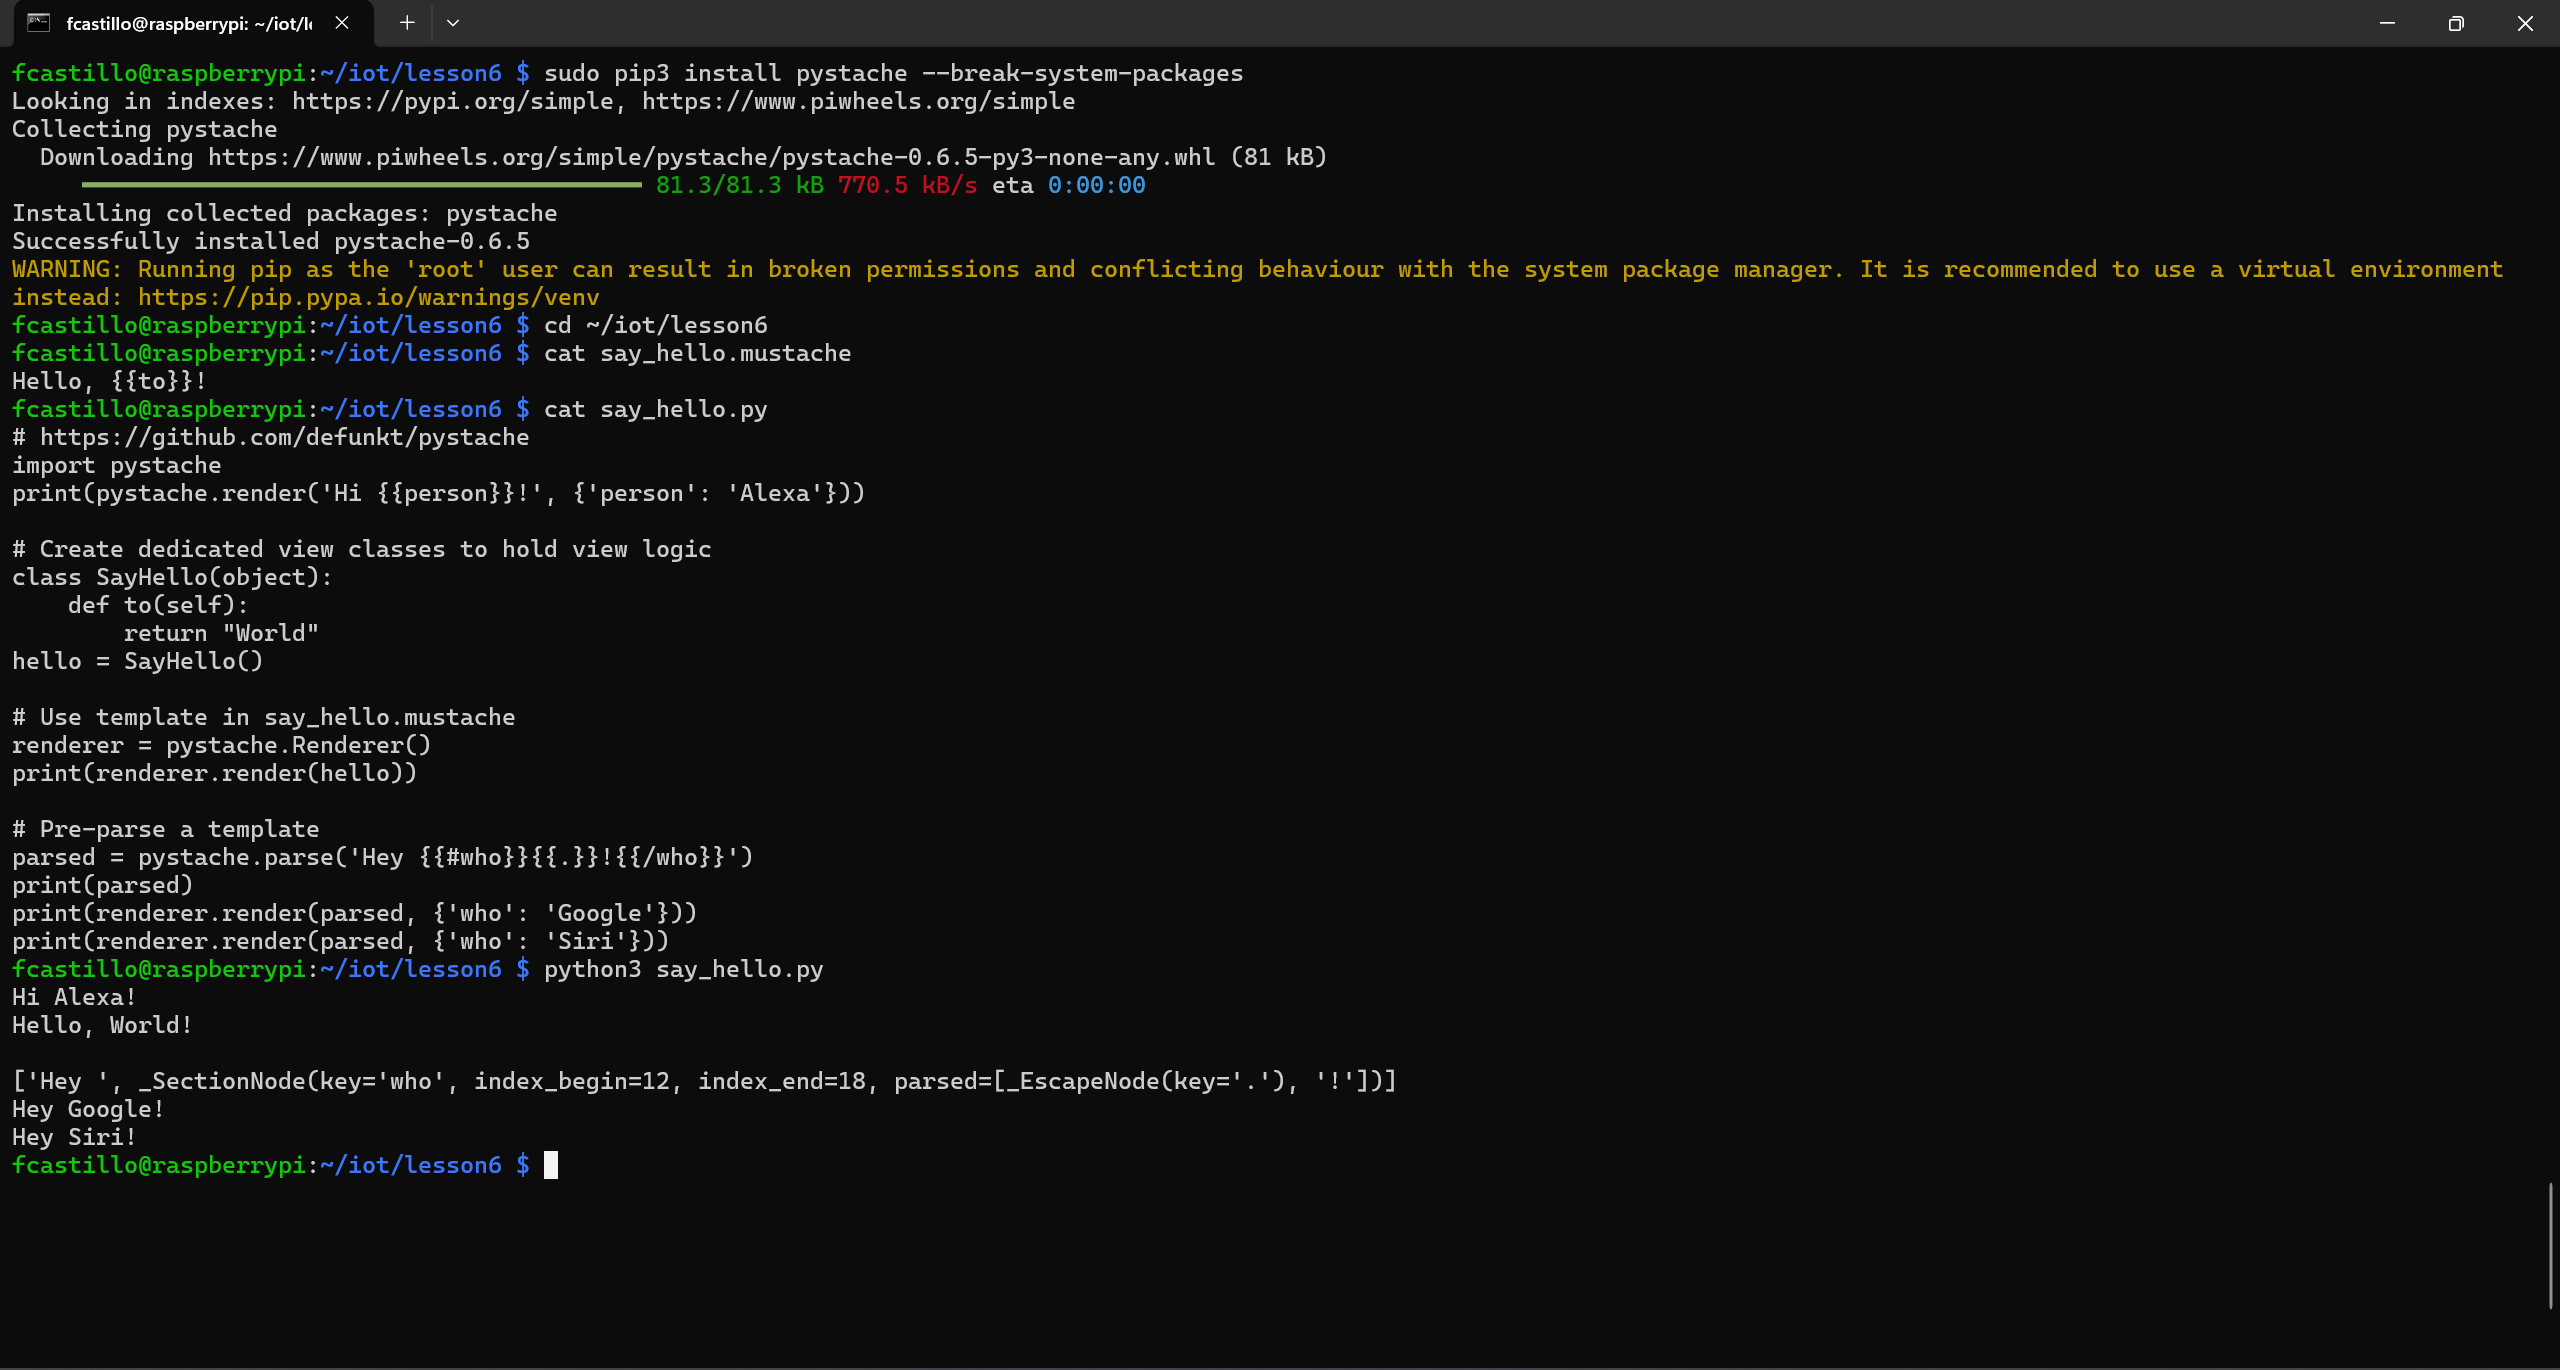 fcastillo@raspberrypi: ~/iot/l
fcastillo@raspberrypi:~/iot/lesson6 $ sudo pip3 install pystache --break-system-packages
Looking in indexes: https://pypi.org/simple, https://www.piwheels.org/simple
Collecting pystache
  Downloading https://www.piwheels.org/simple/pystache/pystache-0.6.5-py3-none-any.whl (81 kB)
81.3/81.3 kB 770.5 kB/s eta 0:00:00
Installing collected packages: pystache
Successfully installed pystache-0.6.5
WARNING: Running pip as the 'root' user can result in broken permissions and conflicting behaviour with the system package manager. It is recommended to use a virtual environment
instead: https://pip.pypa.io/warnings/venv
fcastillo@raspberrypi:~/iot/lesson6 $ cd ~/iot/lesson6
fcastillo@raspberrypi:~/iot/lesson6 $ cat say_hello.mustache
Hello, {{to}}!
fcastillo@raspberrypi:~/iot/lesson6 $ cat say_hello.py
# https://github.com/defunkt/pystache
import pystache
print(pystache.render('Hi {{person}}!', {'person': 'Alexa'}))

# Create dedicated view classes to hold view logic
class SayHello(object):
    def to(self):
        return "World"
hello = SayHello()

# Use template in say_hello.mustache
renderer = pystache.Renderer()
print(renderer.render(hello))

# Pre-parse a template
parsed = pystache.parse('Hey {{#who}}{{.}}!{{/who}}')
print(parsed)
print(renderer.render(parsed, {'who': 'Google'}))
print(renderer.render(parsed, {'who': 'Siri'}))
fcastillo@raspberrypi:~/iot/lesson6 $ python3 say_hello.py
Hi Alexa!
Hello, World!

['Hey ', _SectionNode(key='who', index_begin=12, index_end=18, parsed=[_EscapeNode(key='.'), '!'])]
Hey Google!
Hey Siri!
fcastillo@raspberrypi:~/iot/lesson6 $